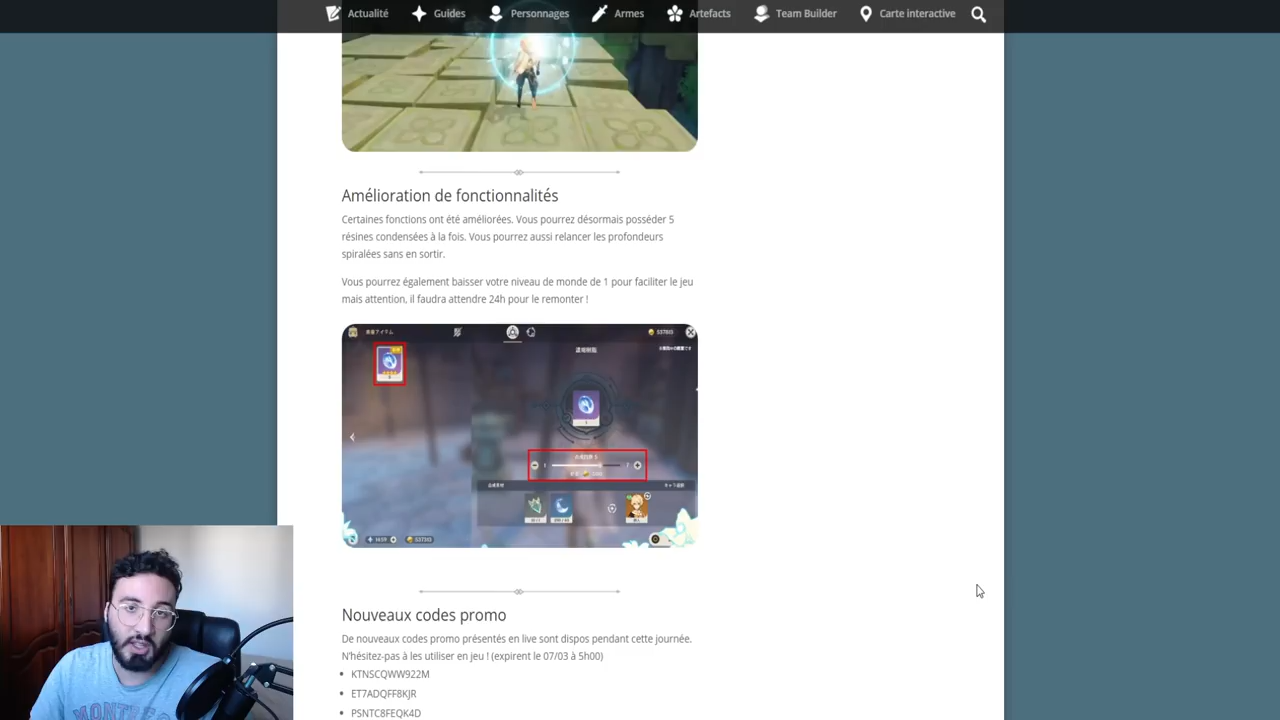 Actualité Guides Personnages Armes Artefacts Team Builder Carte interactive
Amélioration de fonctionnalités
Certaines fonctions ont été améliorées. Vous pourrez désormais posséder 5
résines condensées à la fois. Vous pourrez aussi relancer les profondeurs
spiralées sans en sortir.
Vous pourrez également baisser votre niveau de monde de 1 pour faciliter le jeu
mais attention, il faudra attendre 24h pour le remonter !
濃縮樹脂
Nouveaux codes promo
De nouveaux codes promo présentés en live sont dispos pendant cette journée.
N'hésitez-pas à les utiliser en jeu ! (expirent le 07/03 à 5h00)
KTNSCQWW922M
ET7ADQFF8KJR
PSNTC8FEQK4D